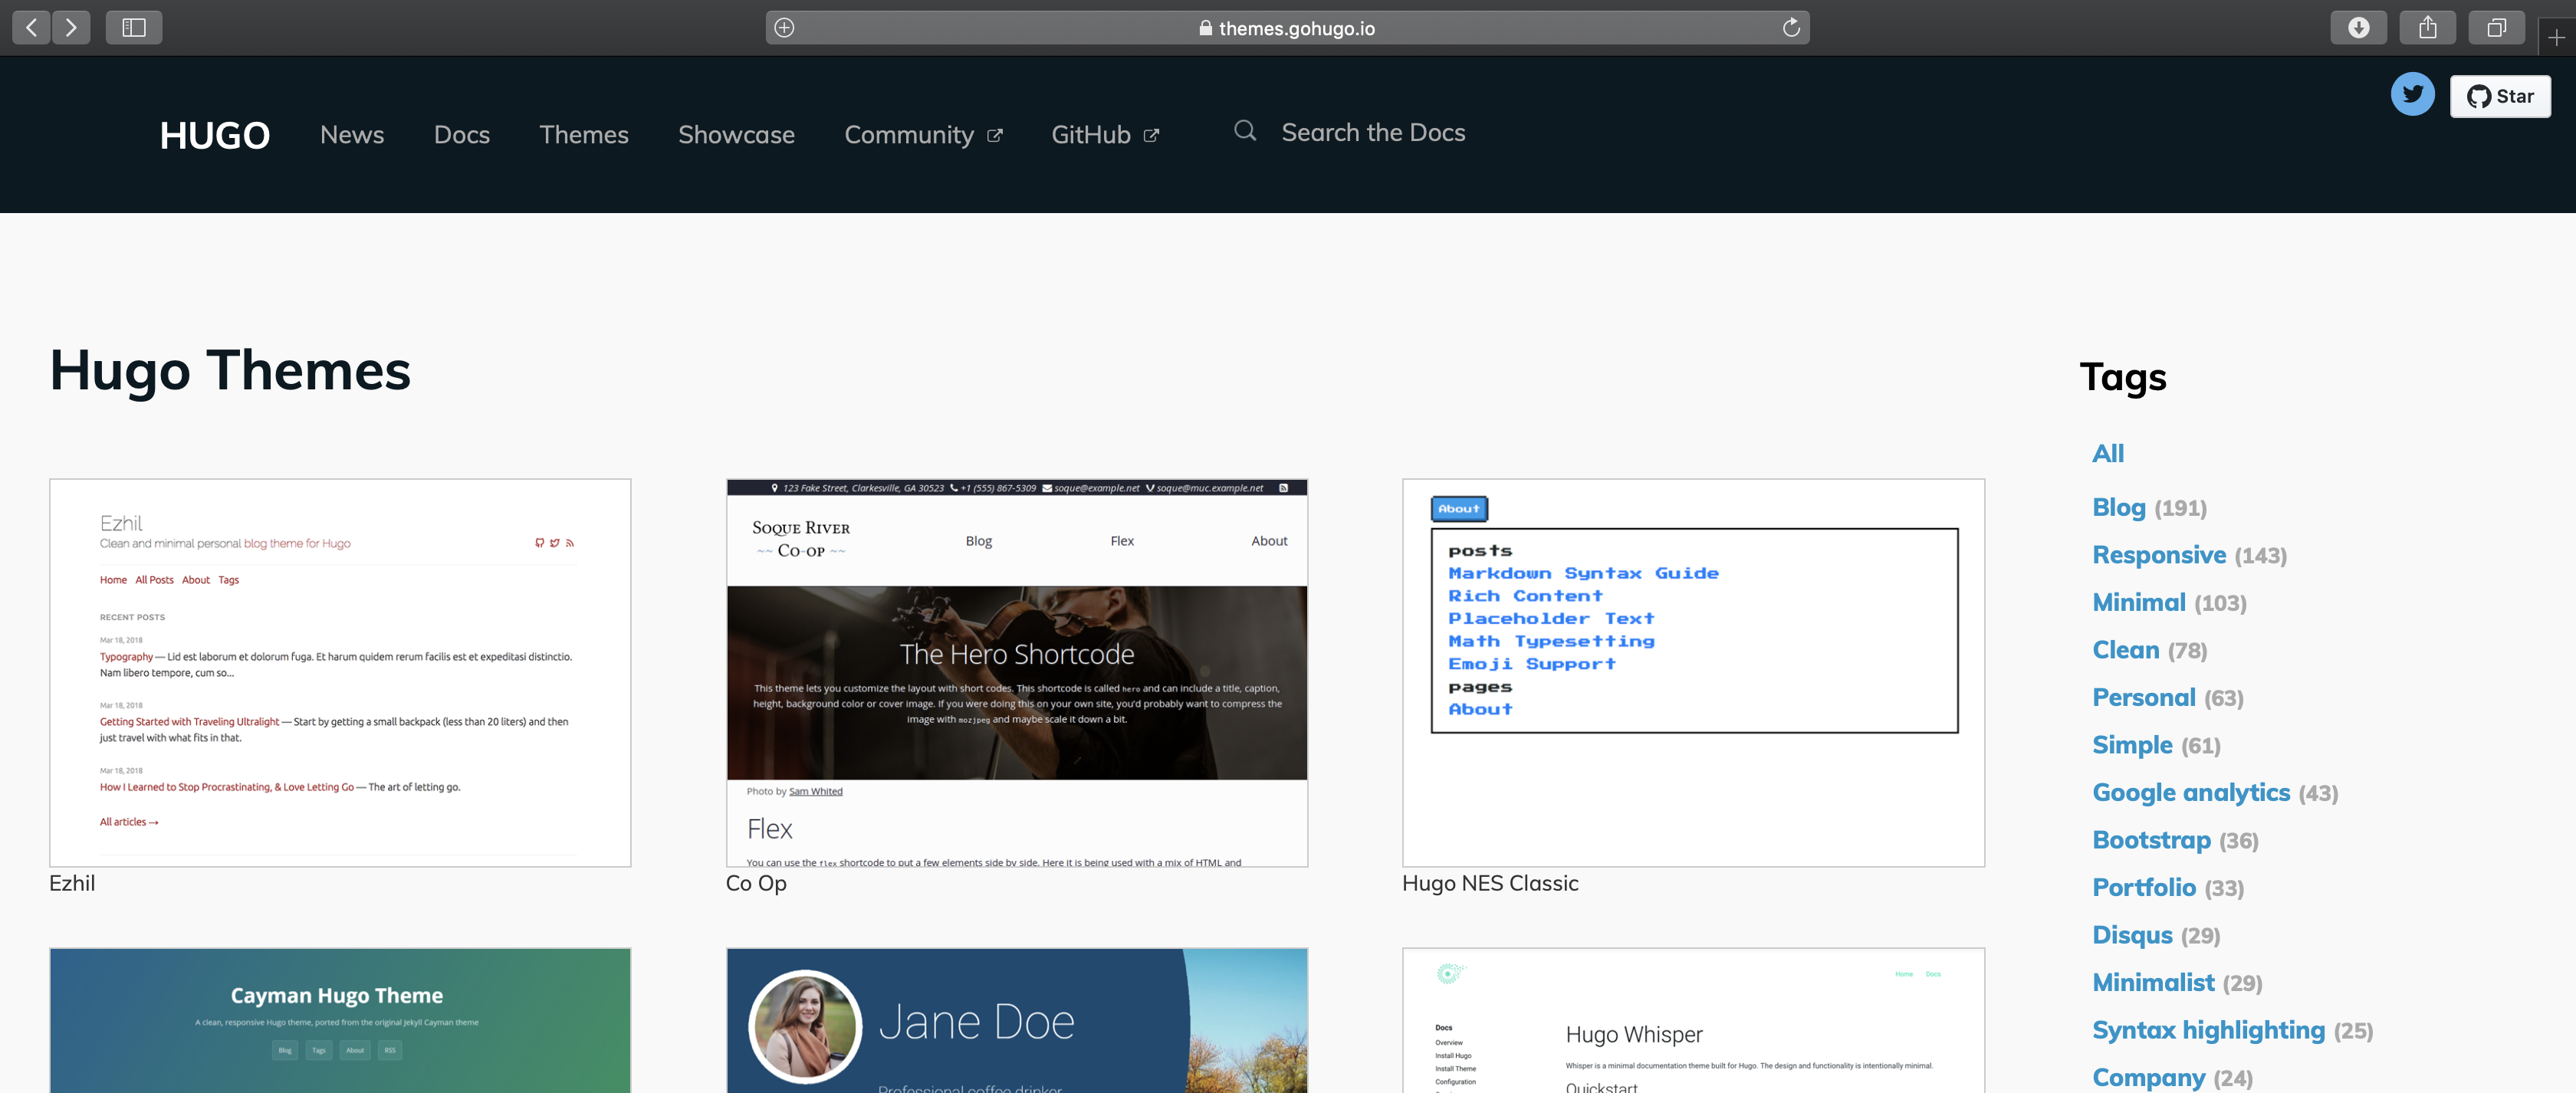 themes.gohugo.io
Star
HUGO News Docs Themes Showcase Community GitHub Search the Docs
Hugo Themes
Ezhil
Clean and minimal personal blog theme for Hugo
Home All Posts About Tags
RECENT POSTS
Mar 18, 2018
Typography — Lid est laborum et dolorum fuga. Et harum quidem rerum facilis est et expeditasi distinctio.
Nam libero tempore, cum so...
Mar 18, 2018
Getting Started with Traveling Ultralight — Start by getting a small backpack (less than 20 liters) and then
just travel with what fits in that.
Mar 18, 2018
How I Learned to Stop Procrastinating, & Love Letting Go — The art of letting go.
All articles →
Ezhil
123 Fake Street, Clarkesville, GA 30523 +1 (555) 867-5309 soque@example.net soque@muc.example.net
SOQUE RIVER
~~ CO-OP ~~
Blog Flex About
The Hero Shortcode
This theme lets you customize the layout with short codes. This shortcode is called hero and can include a title, caption,
height, background color or cover image. If you were doing this on your own site, you'd probably want to compress the
image with mozjpeg and maybe scale it down a bit.
Photo by Sam Whited
Flex
You can use the flex shortcode to put a few elements side by side. Here it is being used with a mix of HTML and
Co Op
About
posts
Markdown Syntax Guide
Rich Content
Placeholder Text
Math Typesetting
Emoji Support
pages
About
Hugo NES Classic
Cayman Hugo Theme
A clean, responsive Hugo theme, ported from the original Jekyll Cayman theme
Blog Tags About RSS
Jane Doe
Professional coffee drinker
Home Docs
Docs
Overview
Install Hugo
Install Theme
Configuration
Hugo Whisper
Whisper is a minimal documentation theme built for Hugo. The design and functionality is intentionally minimal.
Quickstart
Tags
All
Blog (191)
Responsive (143)
Minimal (103)
Clean (78)
Personal (63)
Simple (61)
Google analytics (43)
Bootstrap (36)
Portfolio (33)
Disqus (29)
Minimalist (29)
Syntax highlighting (25)
Company (24)